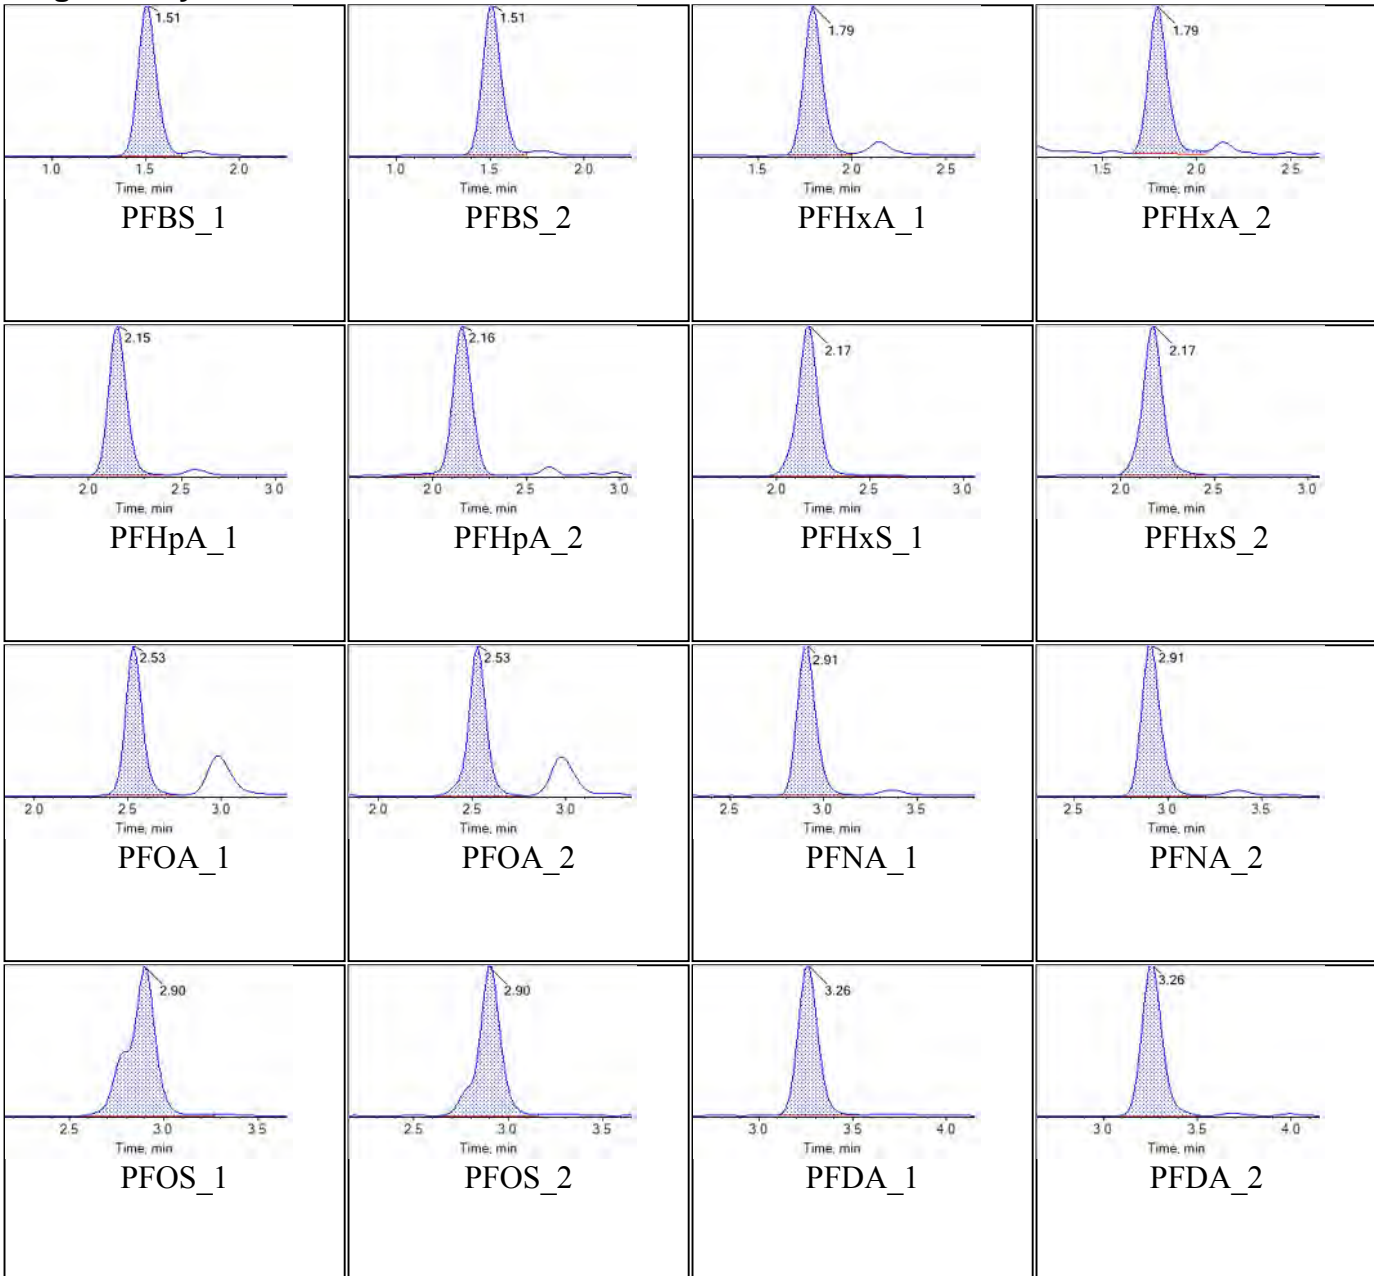 1.51
1.0 1.5 2.0
Time, min
PFBS_1
1.51
1.0 1.5 2.0
Time, min
PFBS_2
1.79
1.5 2.0 2.5
Time, min
PFHxA_1
1.79
1.5 2.0 2.5
Time, min
PFHxA_2
2.15
2.0 2.5 3.0
Time, min
PFHpA_1
2.16
2.0 2.5 3.0
Time, min
PFHpA_2
2.17
2.0 2.5 3.0
Time, min
PFHxS_1
2.17
2.0 2.5 3.0
Time, min
PFHxS_2
2.53
2.0 2.5 3.0
Time, min
PFOA_1
2.53
2.0 2.5 3.0
Time, min
PFOA_2
2.91
2.5 3.0 3.5
Time, min
PFNA_1
2.91
2.5 3.0 3.5
Time, min
PFNA_2
2.90
2.5 3.0 3.5
Time, min
PFOS_1
2.90
2.5 3.0 3.5
Time, min
PFOS_2
3.26
3.0 3.5 4.0
Time, min
PFDA_1
3.26
3.0 3.5 4.0
Time, min
PFDA_2